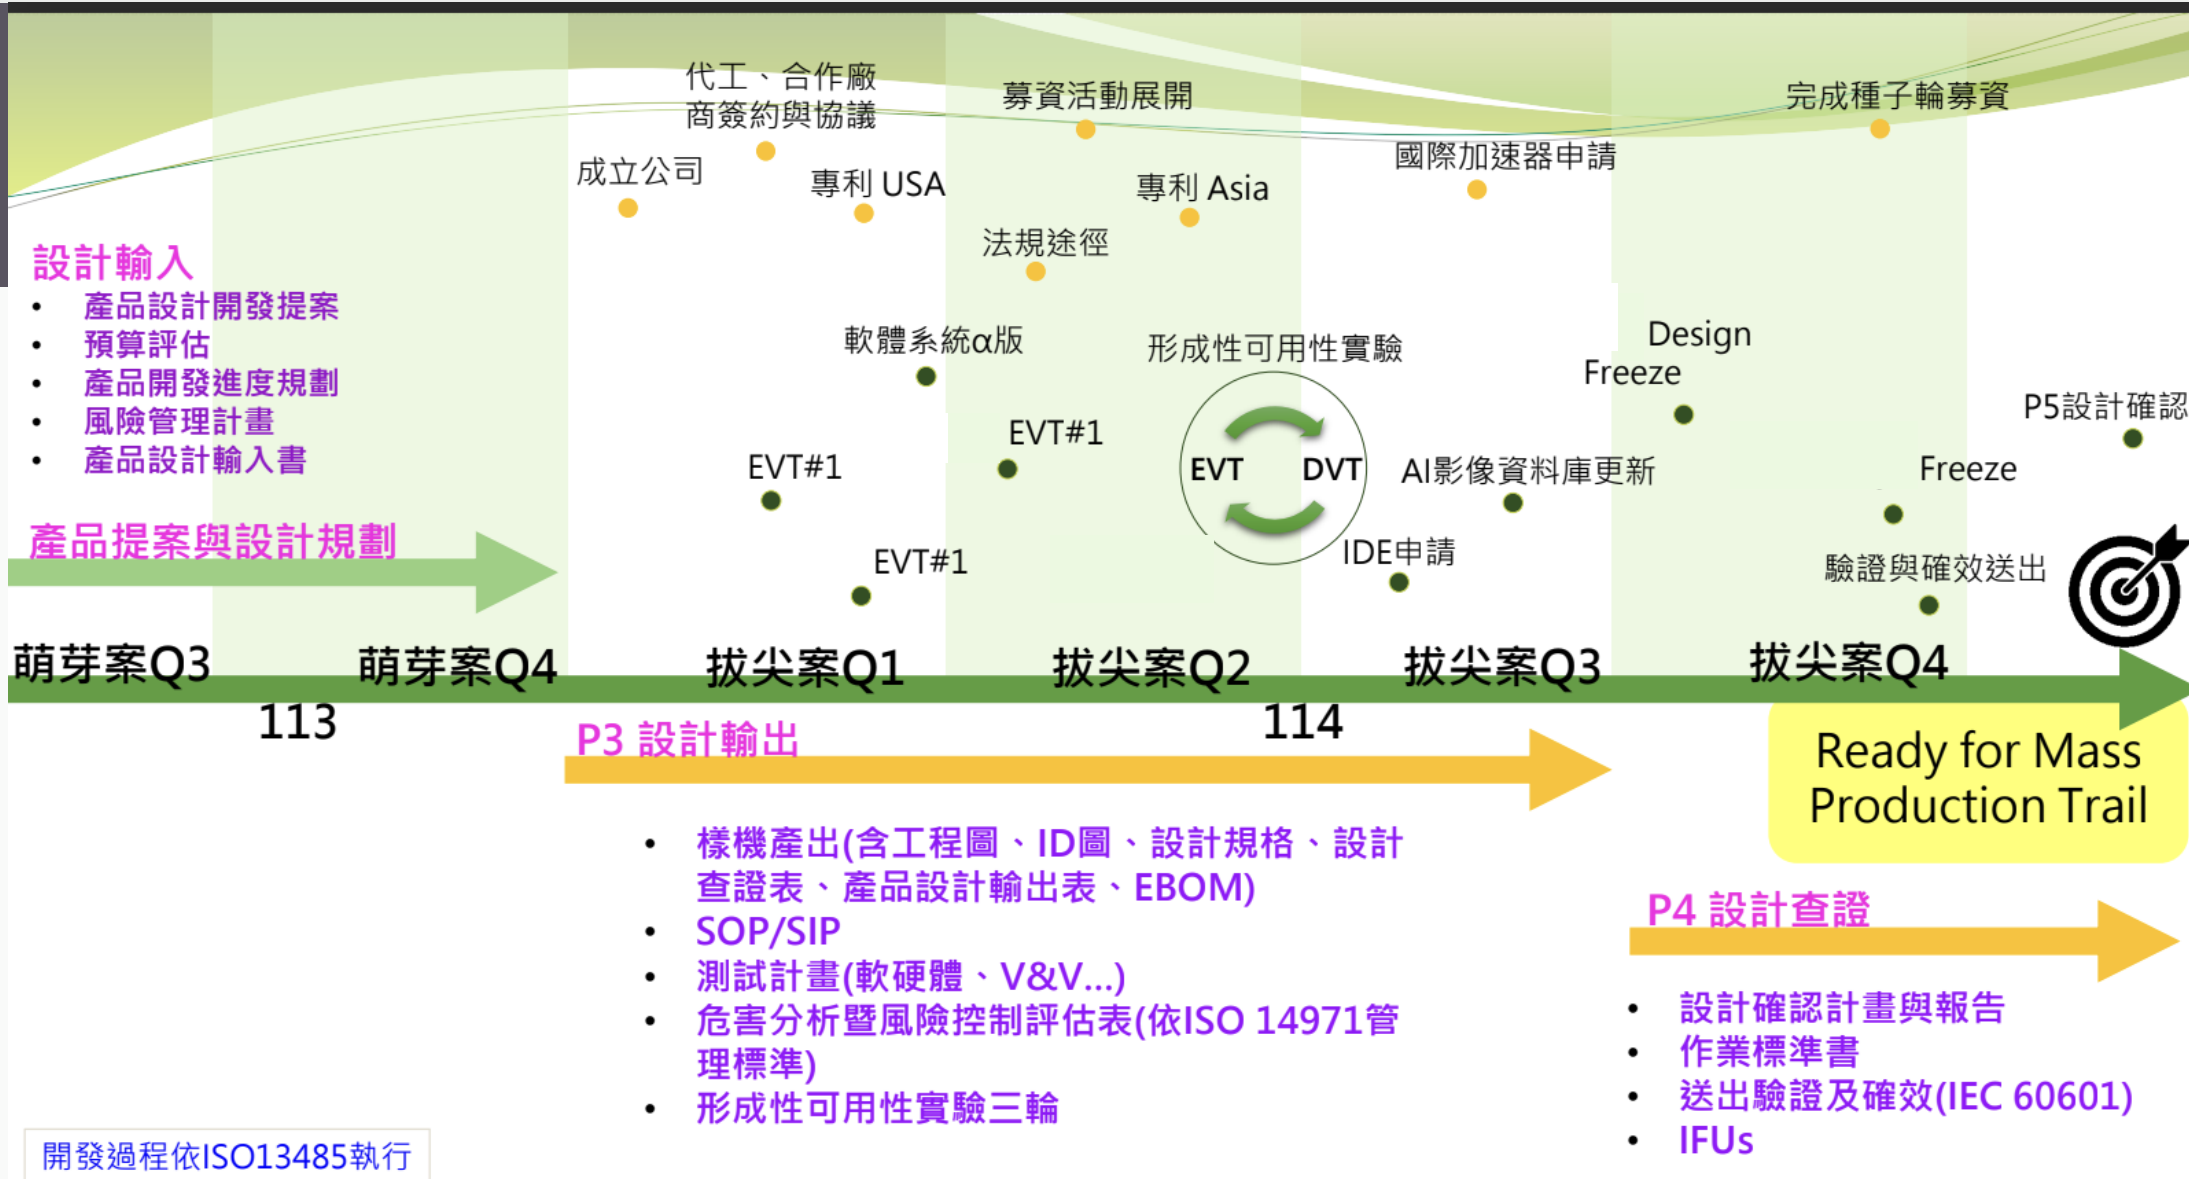 代工、合作廠
商簽約與協議
募資活動展開
完成種子輪募資
成立公司
專利 USA
專利 Asia
國際加速器申請
法規途徑
設計輸入
• 產品設計開發提案
• 預算評估
• 產品開發進度規劃
• 風險管理計畫
• 產品設計輸入書
軟體系統α版
形成性可用性實驗
Design
Freeze
P5設計確認
EVT#1
EVT#1
EVT
DVT
AI影像資料庫更新
Freeze
產品提案與設計規劃
EVT#1
IDE申請
驗證與確效送出
萌芽案Q3
萌芽案Q4
拔尖案Q1
拔尖案Q2
拔尖案Q3
拔尖案Q4
113
114
P3 設計輸出
Ready for Mass
Production Trail
• 樣機產出(含工程圖、ID圖、設計規格、設計
查證表、產品設計輸出表、EBOM)
• SOP/SIP
• 測試計畫(軟硬體、V&V...)
• 危害分析暨風險控制評估表(依ISO 14971管
理標準)
• 形成性可用性實驗三輪
P4 設計查證
• 設計確認計畫與報告
• 作業標準書
• 送出驗證及確效(IEC 60601)
• IFUs
開發過程依ISO13485執行